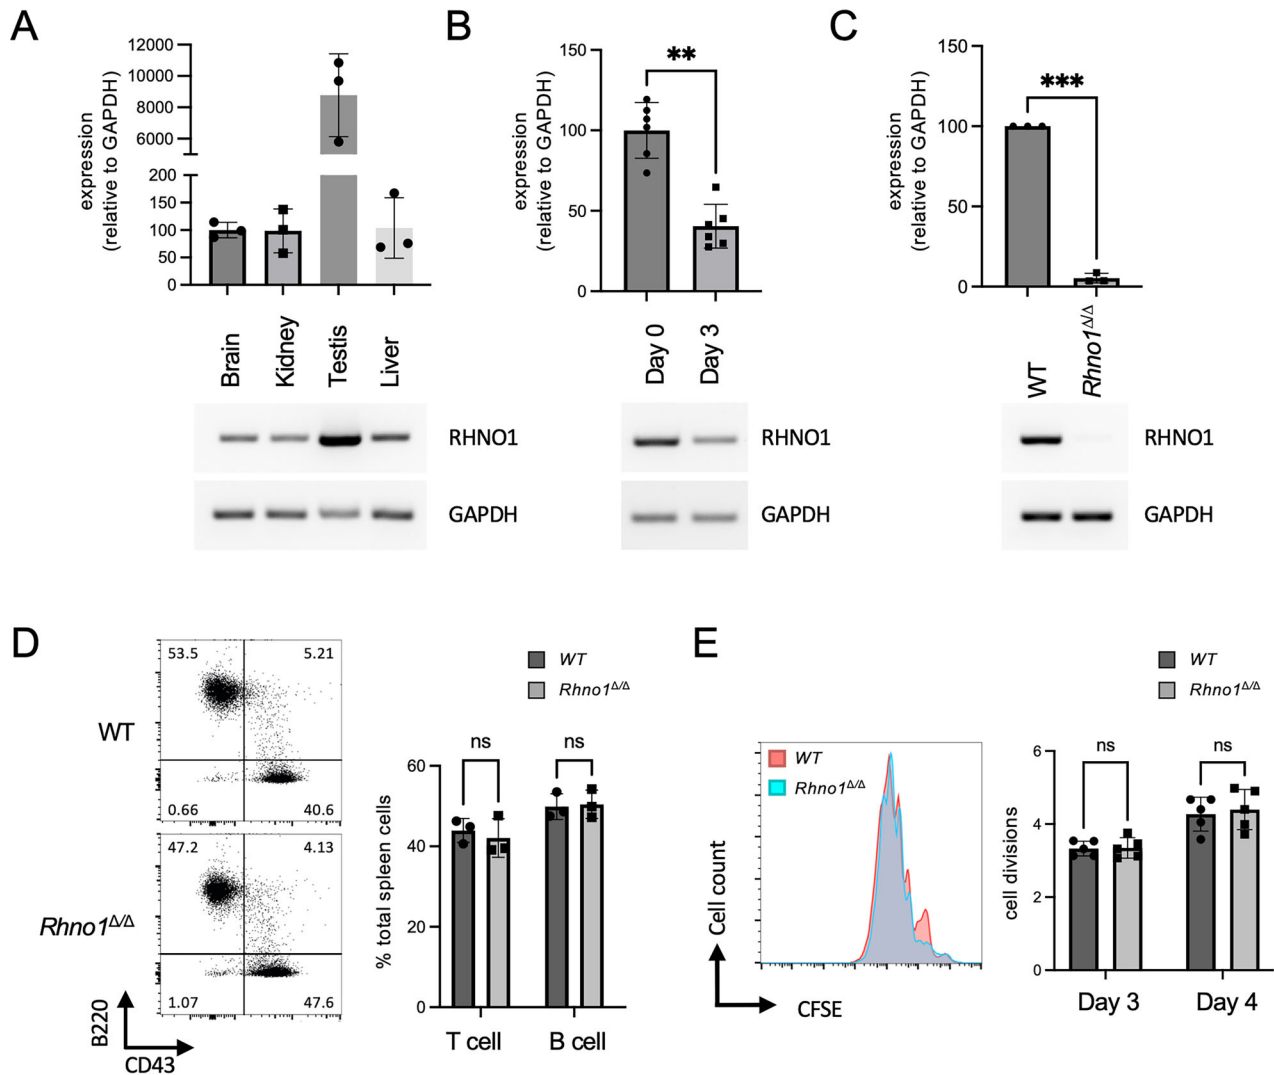 A
expression
(relative to GAPDH)
12000
10000
8000
6000
200
150
100
50
0
Brain
Kidney
Testis
Liver
RHNO1
GAPDH
B
expression
(relative to GAPDH)
150
100
50
0
**
Day 0
Day 3
RHNO1
GAPDH
C
expression
(relative to GAPDH)
150
100
50
0
***
WT
Rhno1Δ/Δ
RHNO1
GAPDH
D
WT
53.5
5.21
0.66
40.6
Rhno1Δ/Δ
47.2
4.13
1.07
47.6
B220
CD43
WT
Rhno1Δ/Δ
% total spleen cells
60
40
20
0
ns
ns
T cell
B cell
E
WT
Rhno1Δ/Δ
Cell count
CFSE
WT
Rhno1Δ/Δ
cell divisions
6
4
2
0
ns
ns
Day 3
Day 4